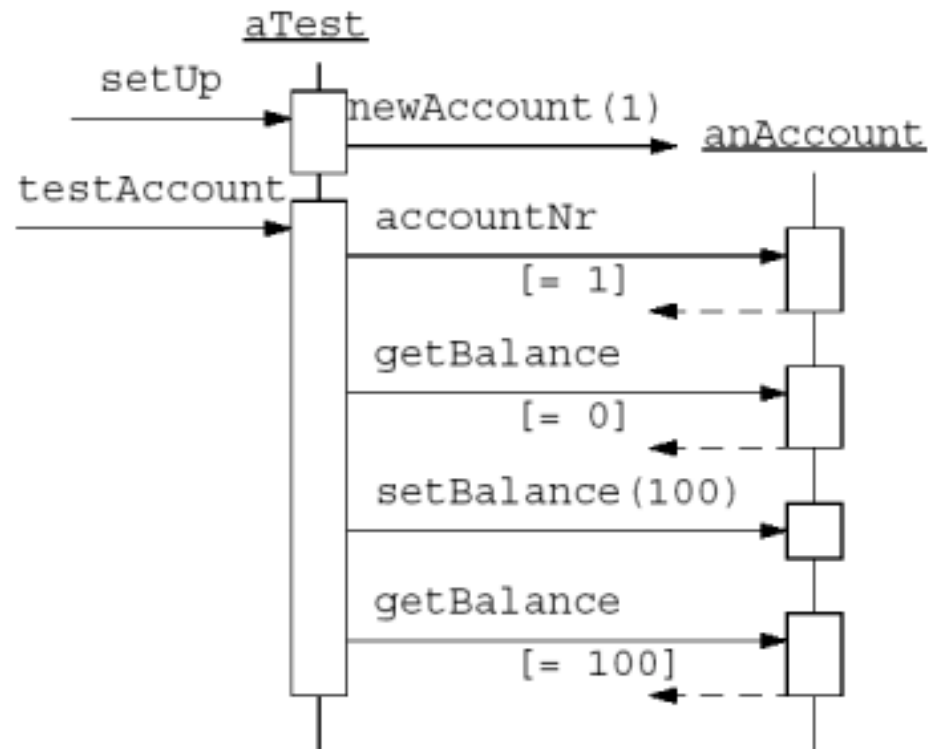 aTest
setUp
newAccount(1)
anAccount
testAccount
accountNr
[= 1]
getBalance
[= 0]
setBalance(100)
getBalance
[= 100]